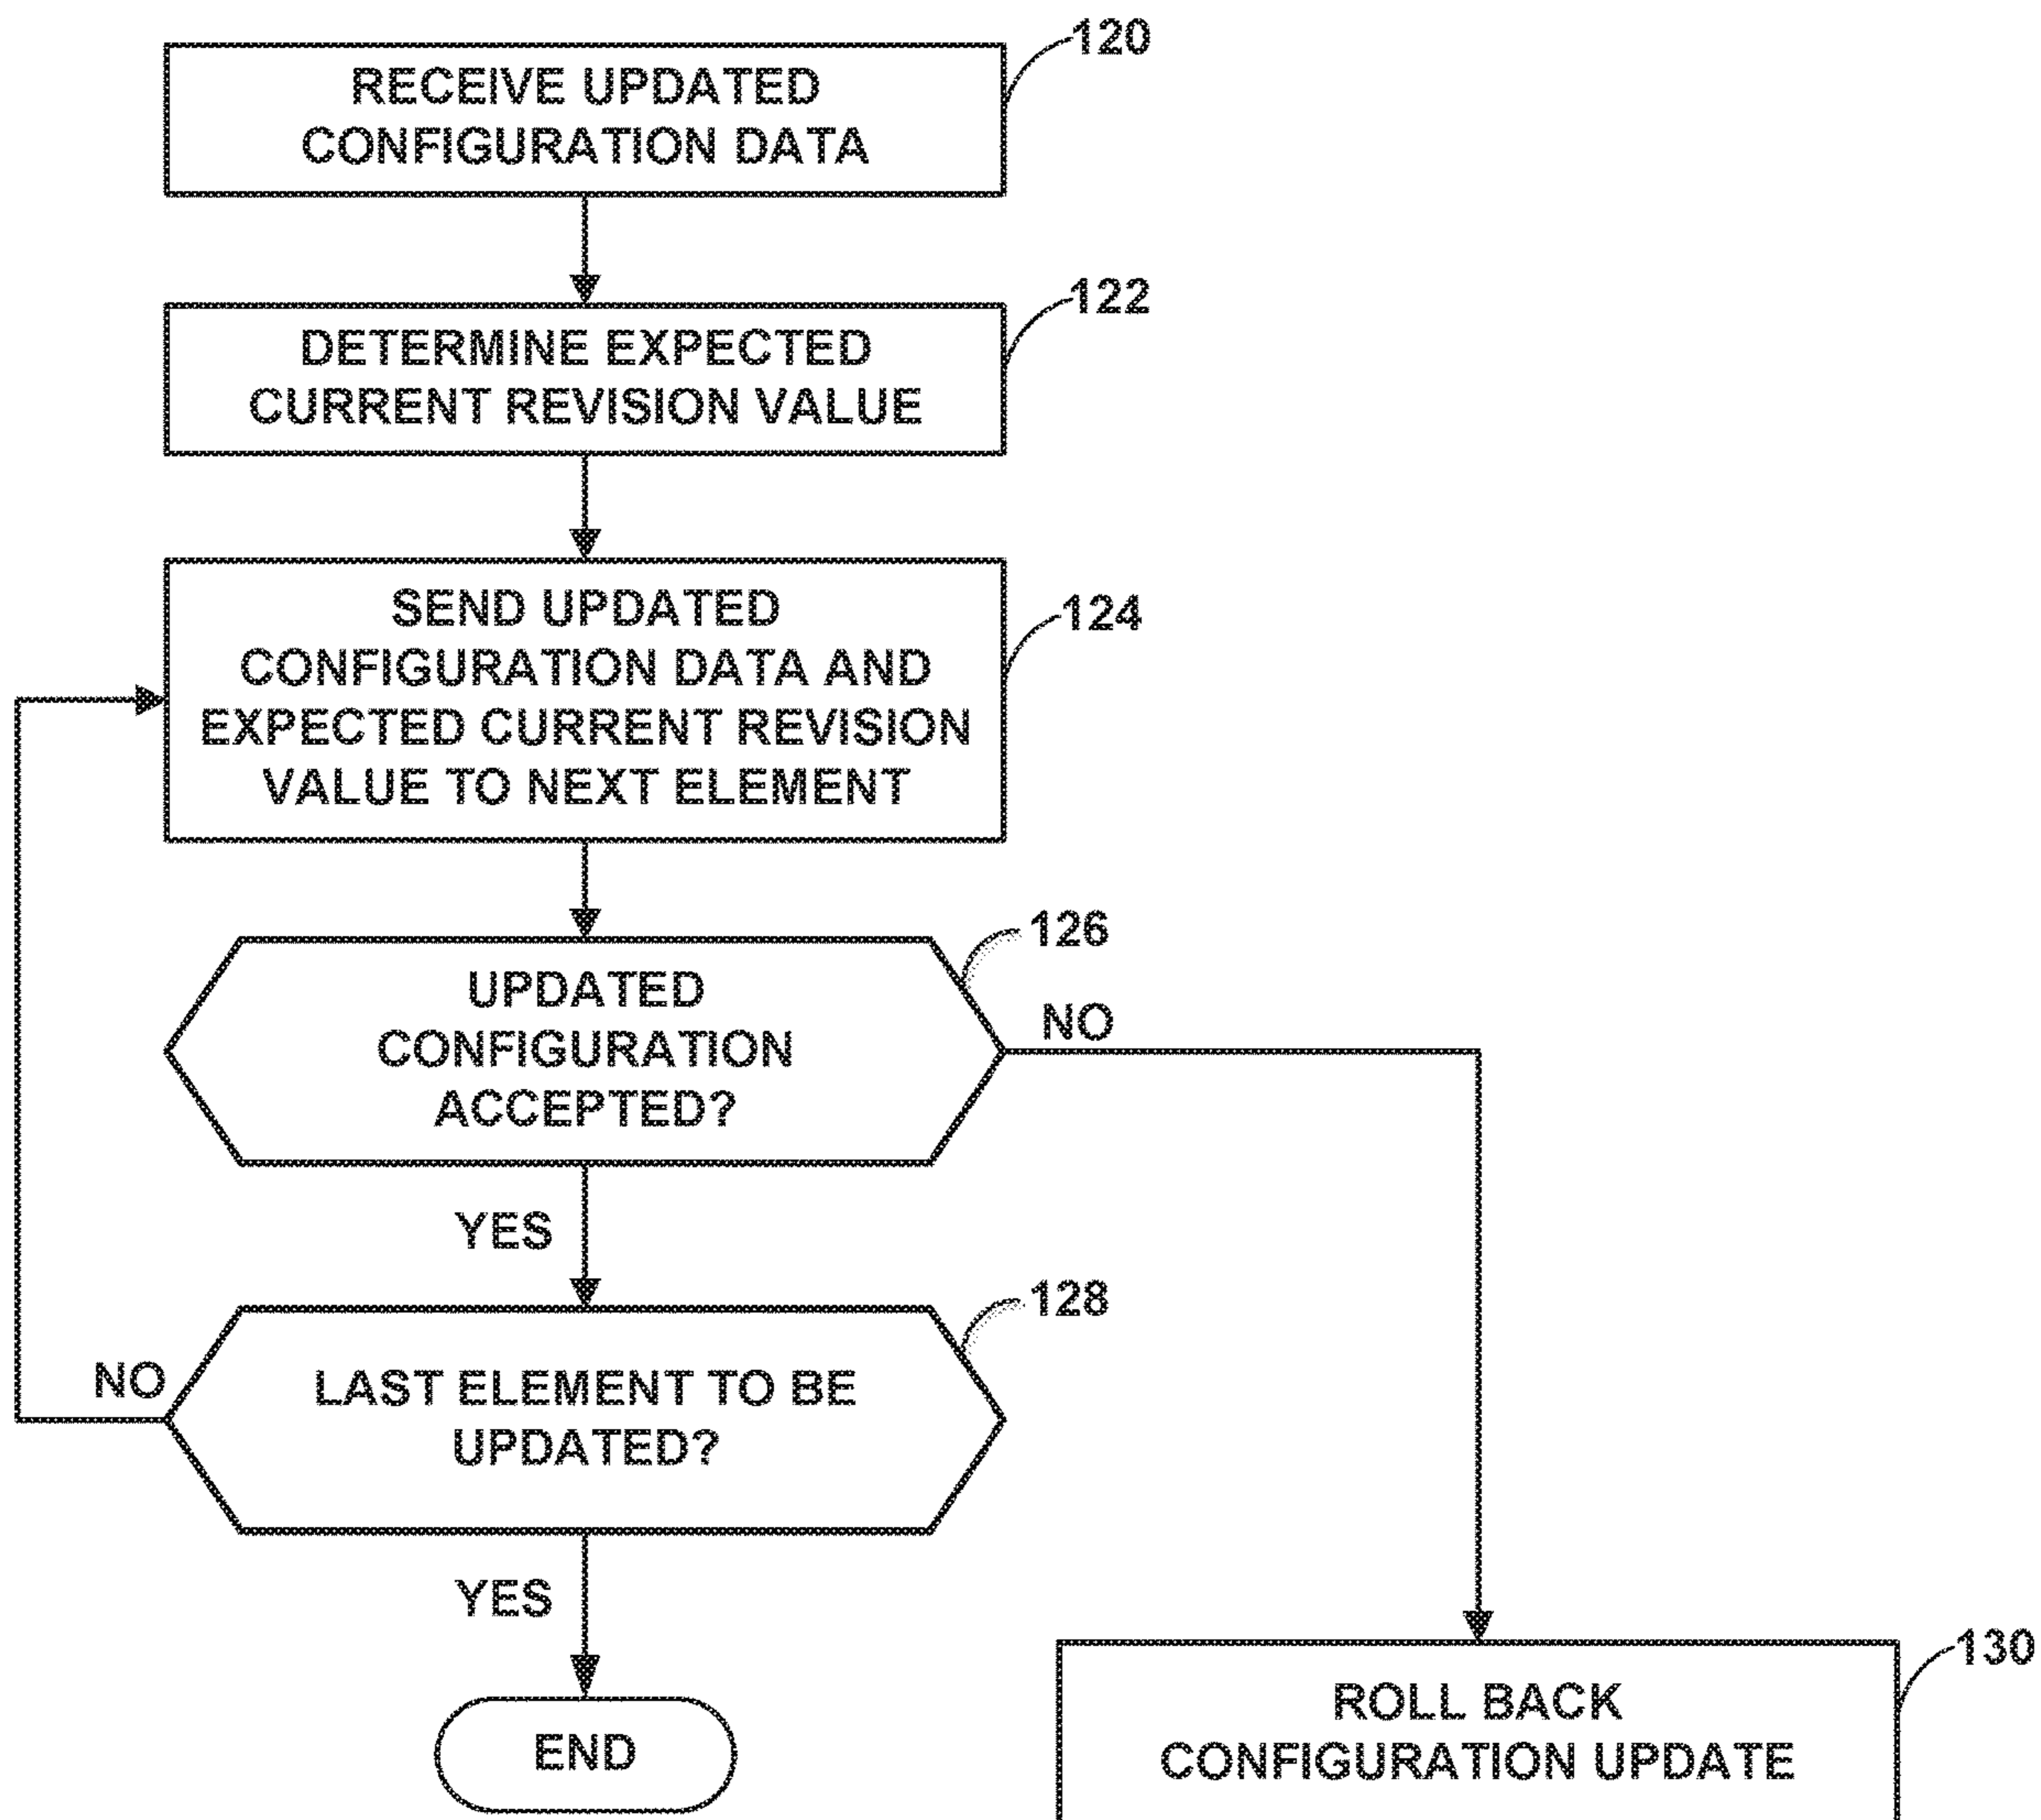 120
RECEIVE UPDATED
CONFIGURATION DATA
122
DETERMINE EXPECTED
CURRENT REVISION VALUE
124
SEND UPDATED
CONFIGURATION DATA AND
EXPECTED CURRENT REVISION
VALUE TO NEXT ELEMENT
126
UPDATED
CONFIGURATION
ACCEPTED?
NO
YES
128
LAST ELEMENT TO BE
UPDATED?
NO
YES
END
130
ROLL BACK
CONFIGURATION UPDATE